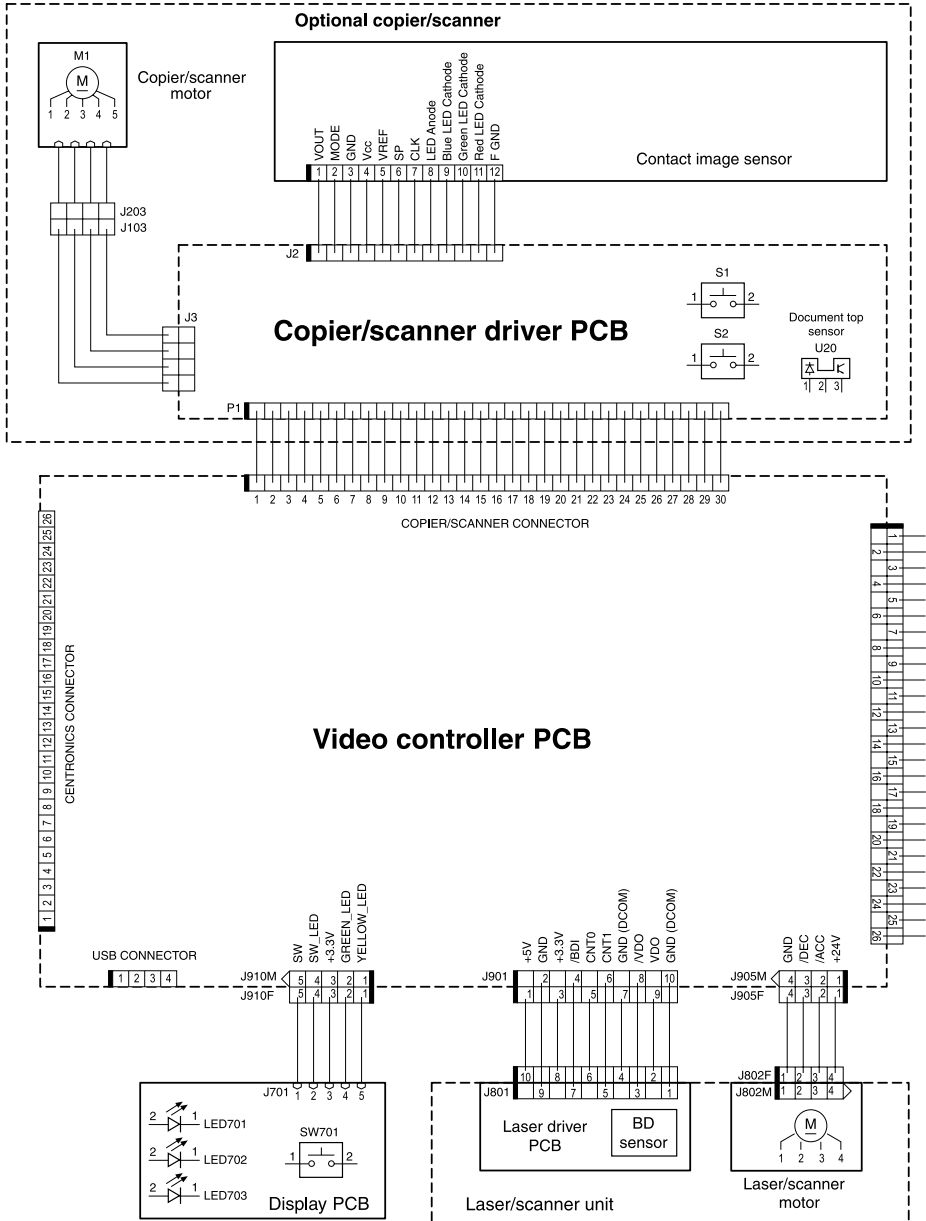 Optional copier/scanner
M1
M
1 2 3 4 5
Copier/scanner
motor
VOUT
MODE
GND
Vcc
VREF
SP
CLK
LED Anode
Blue LED Cathode
Green LED Cathode
Red LED Cathode
F GND
1 2 3 4 5 6 7 8 9 10 11 12
Contact image sensor
J203
J103
J2
J3
Copier/scanner driver PCB
S1
1 2
S2
1 2
Document top
sensor
U20
1 2 3
P1
1 2 3 4 5 6 7 8 9 10 11 12 13 14 15 16 17 18 19 20 21 22 23 24 25 26 27 28 29 30
COPIER/SCANNER CONNECTOR
1 2 3 4 5 6 7 8 9 10 11 12 13 14 15 16 17 18 19 20 21 22 23 24 25 26
CENTRONICS CONNECTOR
Video controller PCB
1 2 3 4 5 6 7 8 9 10 11 12 13 14 15 16 17 18 19 20 21 22 23 24 25 26
USB CONNECTOR
1 2 3 4
SW
SW_LED
+3.3V
GREEN_LED
YELLOW_LED
J910M
5 4 3 2 1
J910F
5 4 3 2 1
+5V
GND
+3.3V
/BDI
CNT0
CNT1
GND (DCOM)
/VDO
VDO
GND (DCOM)
J901
2 4 6 8 10
1 3 5 7 9
GND
/DEC
/ACC
+24V
J905M
4 3 2 1
J905F
4 3 2 1
J701
1 2 3 4 5
2 1 LED701
2 1 LED702
2 1 LED703
SW701
1 2
Display PCB
J801
10 8 6 4 2
9 7 5 3 1
Laser driver
PCB
BD
sensor
Laser/scanner unit
J802F
1 2 3 4
J802M
1 2 3 4
M
1 2 3 4
Laser/scanner
motor